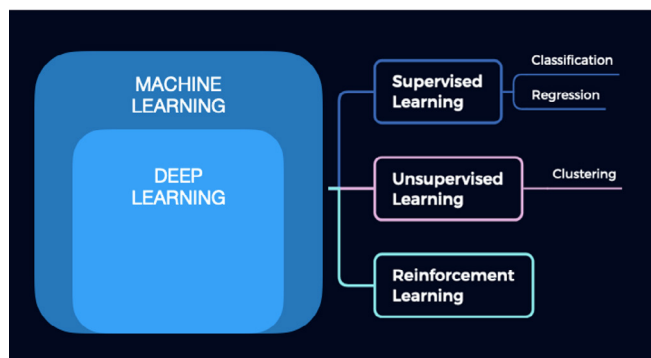 MACHINE
LEARNING
DEEP
LEARNING
Supervised
Learning
Classification
Regression
Unsupervised
Learning
Clustering
Reinforcement
Learning